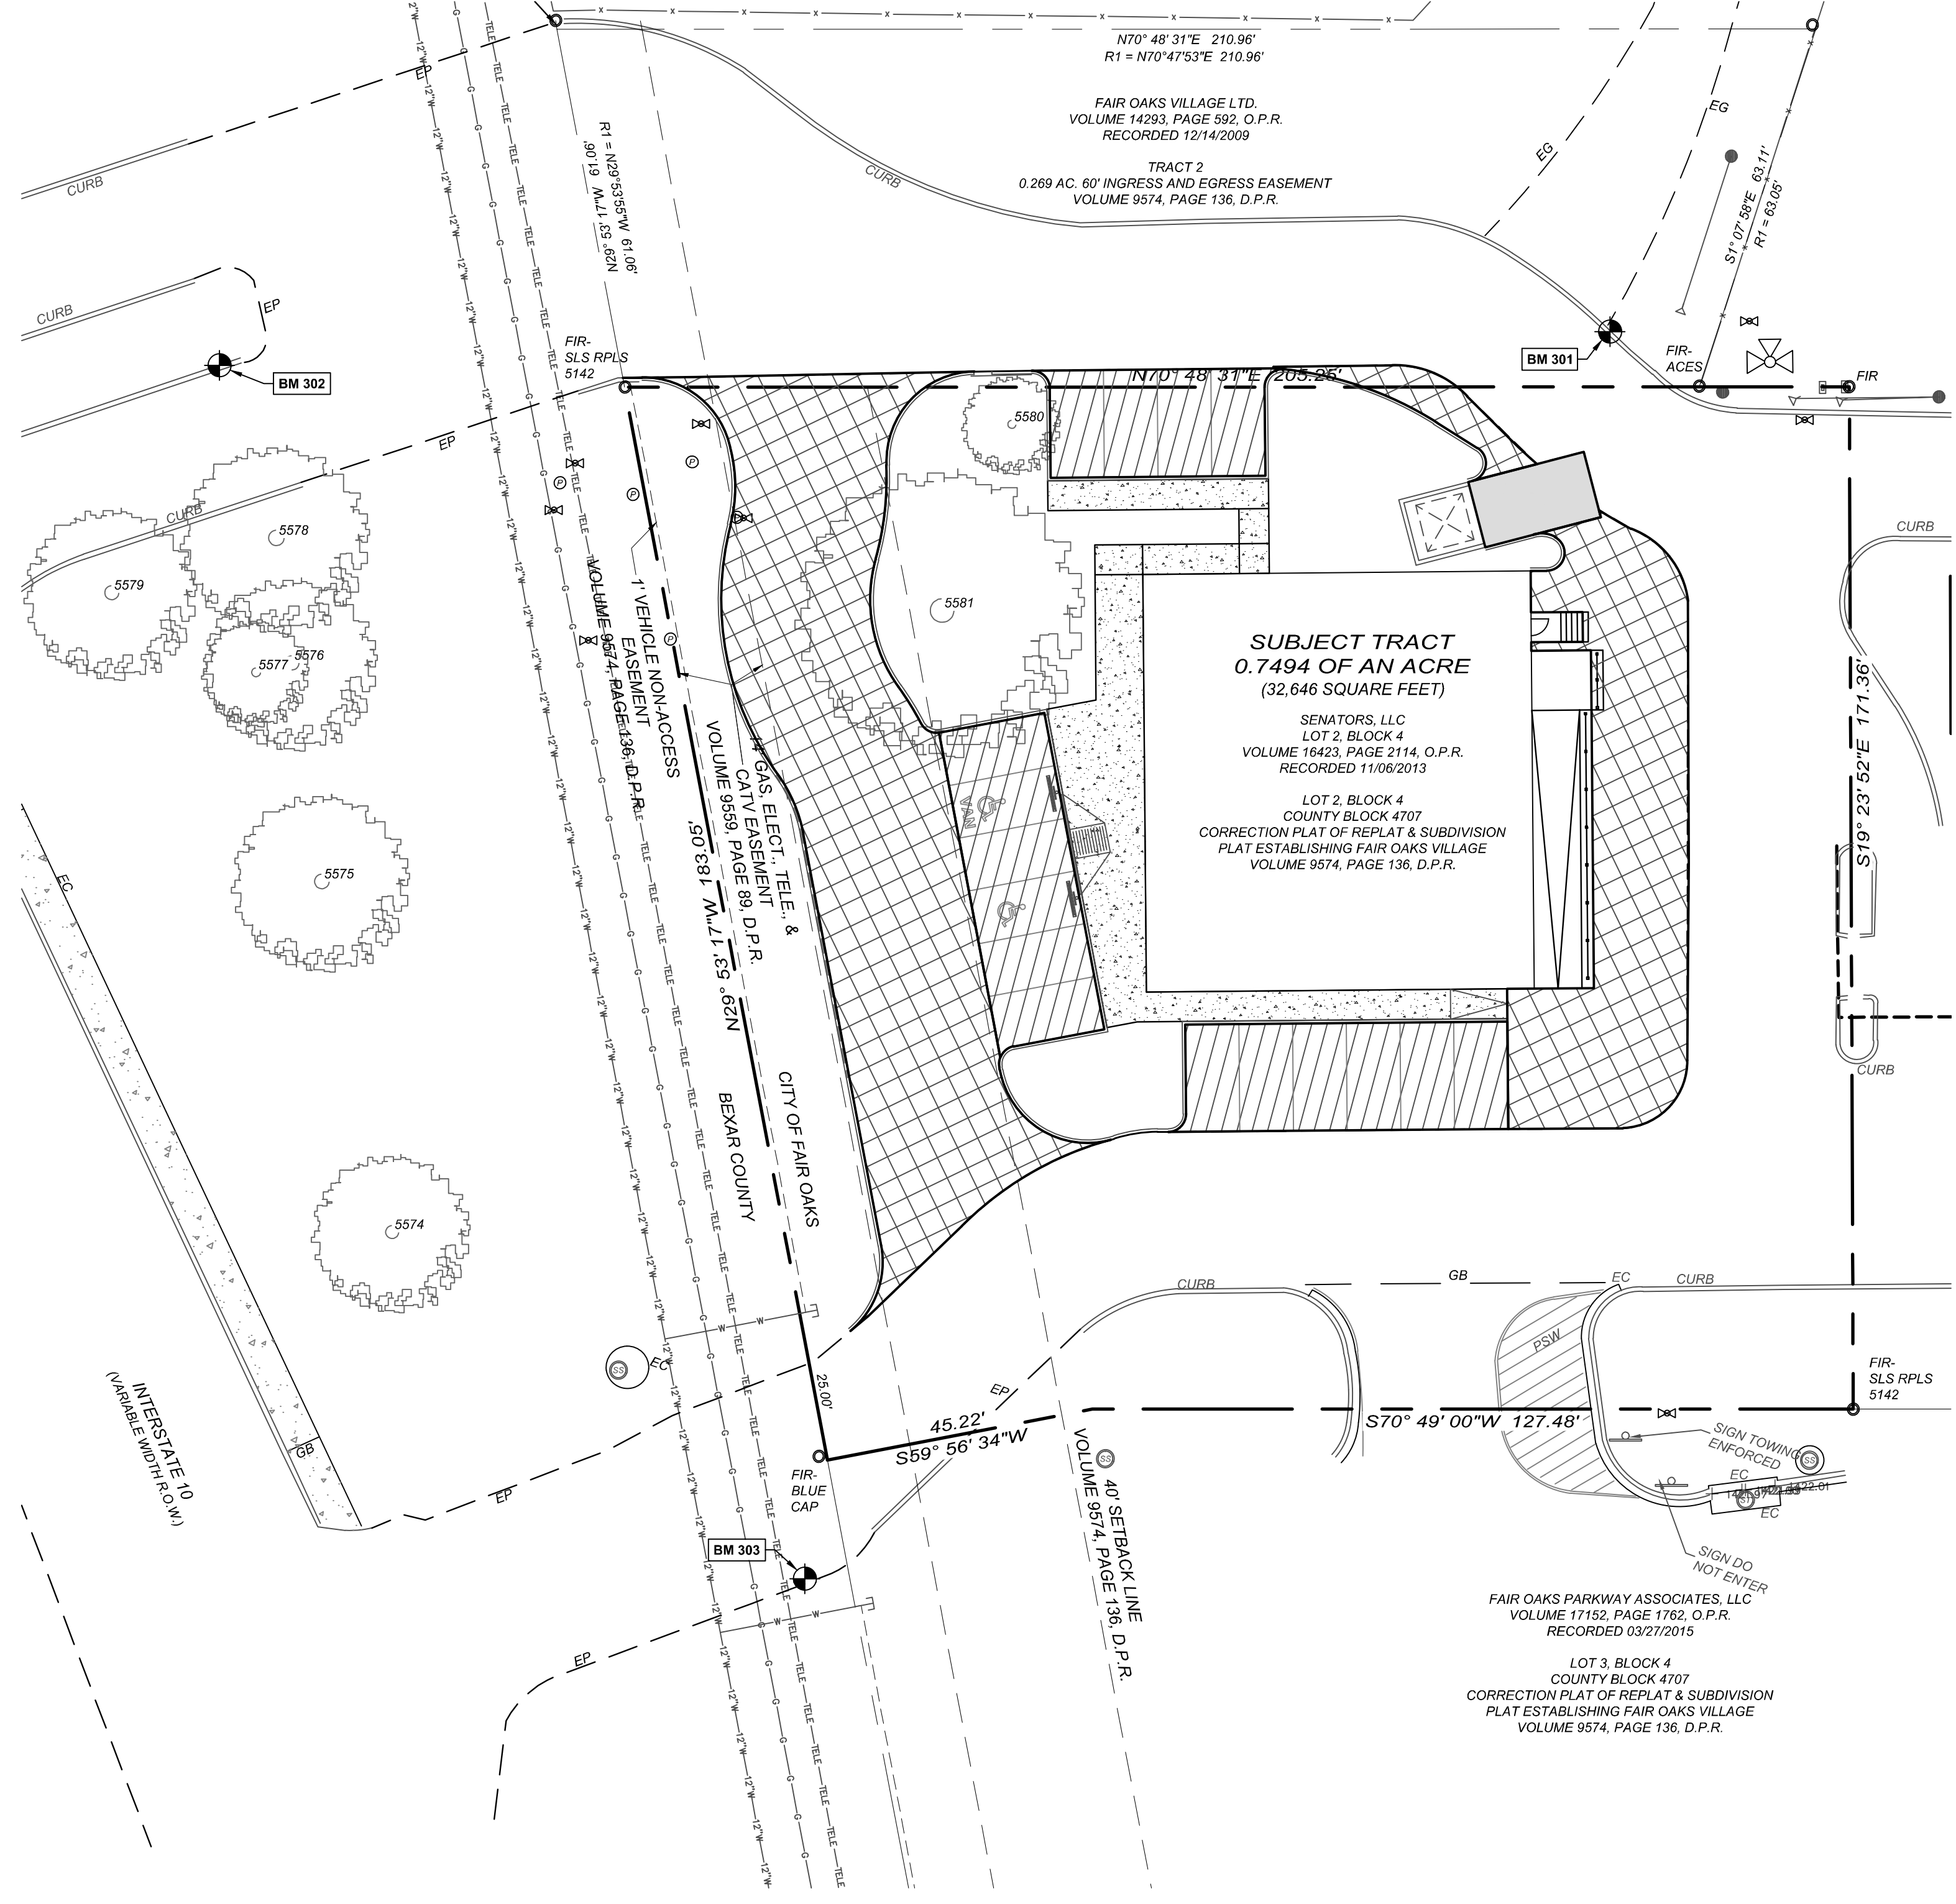 N70° 48' 31"E 210.96'
R1 = N70°47'53"E 210.96'
FAIR OAKS VILLAGE LTD.
VOLUME 14293, PAGE 592, O.P.R.
RECORDED 12/14/2009
TRACT 2
0.269 AC. 60' INGRESS AND EGRESS EASEMENT
VOLUME 9574, PAGE 136, D.P.R.
EP
CURB
R1 = N29°53'55"W 61.06'
N29° 53' 17"W 61.06'
CURB
EG
EG
S1° 07' 58"E 63.11'
R1 = 63.05'
CURB
EP
BM 302
FIR-
SLS RPLS
5142
EP
N70° 48' 31"E 205.25'
BM 301
FIR-
ACES
FIR
5580
CURB
5578
5579
5577
5576
5581
CURB
1' VEHICLE NON-ACCESS
EASEMENT
VOLUME 9574, PAGE 136, D.P.R.
14' GAS, ELECT., TELE., &
CATV EASEMENT
VOLUME 9559, PAGE 89, D.P.R.
N29° 53' 17"W 183.05'
SUBJECT TRACT
0.7494 OF AN ACRE
(32,646 SQUARE FEET)
SENATORS, LLC
LOT 2, BLOCK 4
VOLUME 16423, PAGE 2114, O.P.R.
RECORDED 11/06/2013
LOT 2, BLOCK 4
COUNTY BLOCK 4707
CORRECTION PLAT OF REPLAT & SUBDIVISION
PLAT ESTABLISHING FAIR OAKS VILLAGE
VOLUME 9574, PAGE 136, D.P.R.
VAN
S19° 23' 52"E 171.36'
EC
5575
CITY OF FAIR OAKS
BEXAR COUNTY
CURB
5574
CURB
GB
EC
CURB
PSW
W
W
SS
EC
25.00'
EP
45.22'
S59° 56' 34"W
S70° 49' 00"W 127.48'
FIR-
SLS RPLS
5142
SIGN TOWING
ENFORCED
SS
EC
ST
EC
INTERSTATE 10
(VARIABLE WIDTH R.O.W.)
GB
EP
FIR-
BLUE
CAP
SS
40' SETBACK LINE
VOLUME 9574, PAGE 136, D.P.R.
BM 303
SIGN DO
NOT ENTER
W
W
EP
FAIR OAKS PARKWAY ASSOCIATES, LLC
VOLUME 17152, PAGE 1762, O.P.R.
RECORDED 03/27/2015
LOT 3, BLOCK 4
COUNTY BLOCK 4707
CORRECTION PLAT OF REPLAT & SUBDIVISION
PLAT ESTABLISHING FAIR OAKS VILLAGE
VOLUME 9574, PAGE 136, D.P.R.
12"W
G
TELE